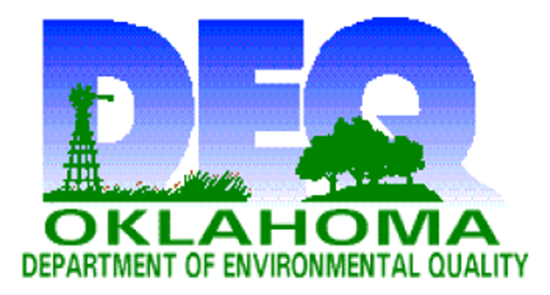 DEQ
OKLAHOMA
DEPARTMENT OF ENVIRONMENTAL QUALITY